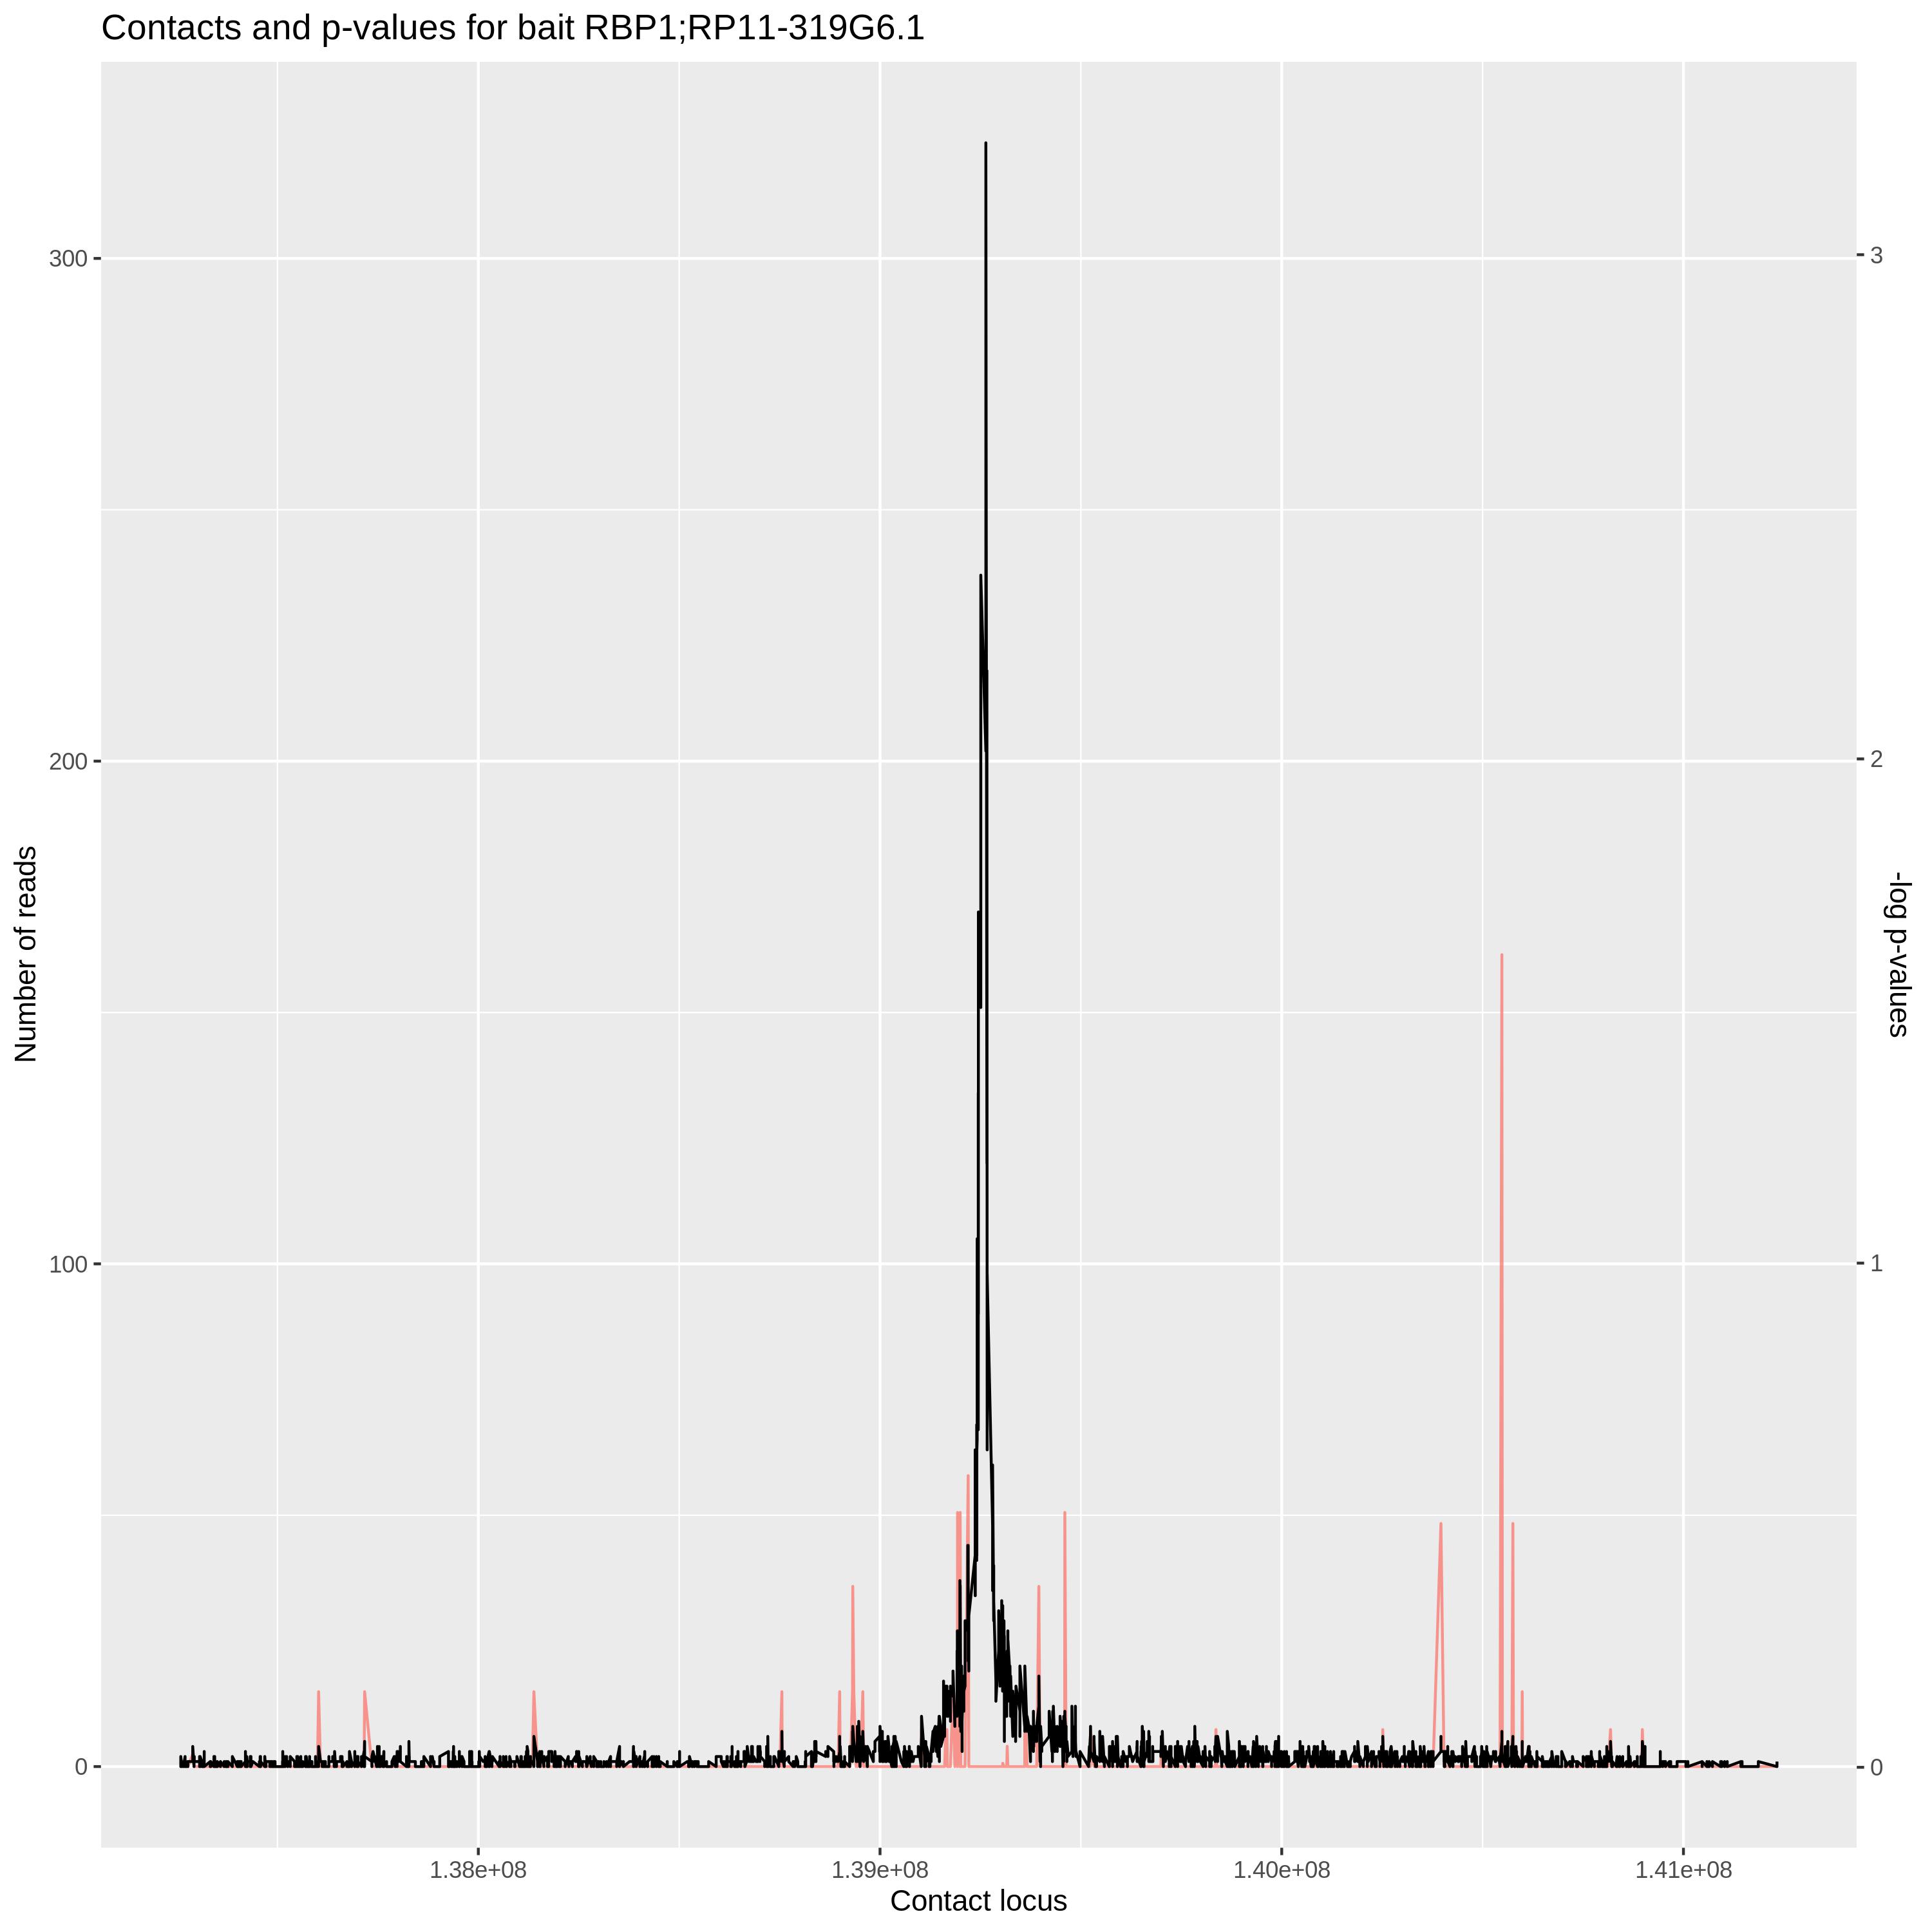 Contacts and p-values for bait RBP1;RP11-319G6.1
Number of reads
300
200
100
0
3
2
1
0
-log p-values
1.38e+08
1.39e+08
1.40e+08
1.41e+08
Contact locus